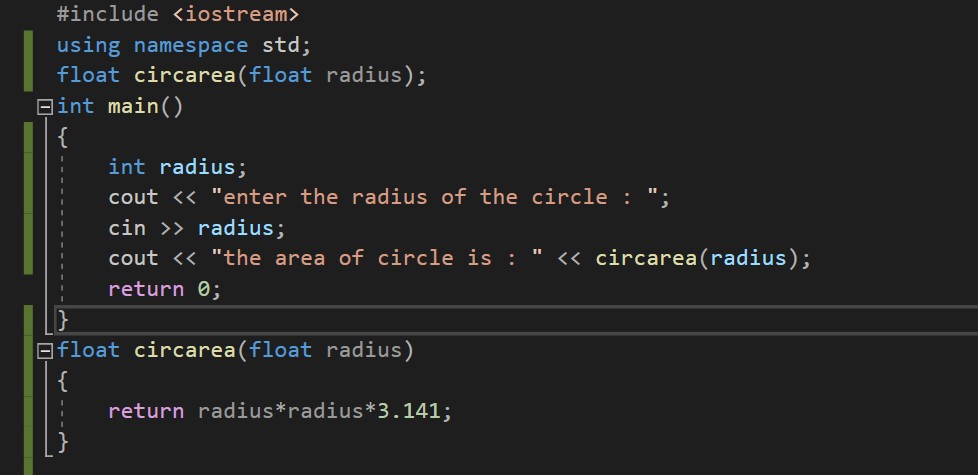 #include <iostream>
using namespace std;
float circarea(float radius);
int main()
{
    int radius;
    cout << "enter the radius of the circle : ";
    cin >> radius;
    cout << "the area of circle is : " << circarea(radius);
    return 0;
}
float circarea(float radius)
{
    return radius*radius*3.141;
}